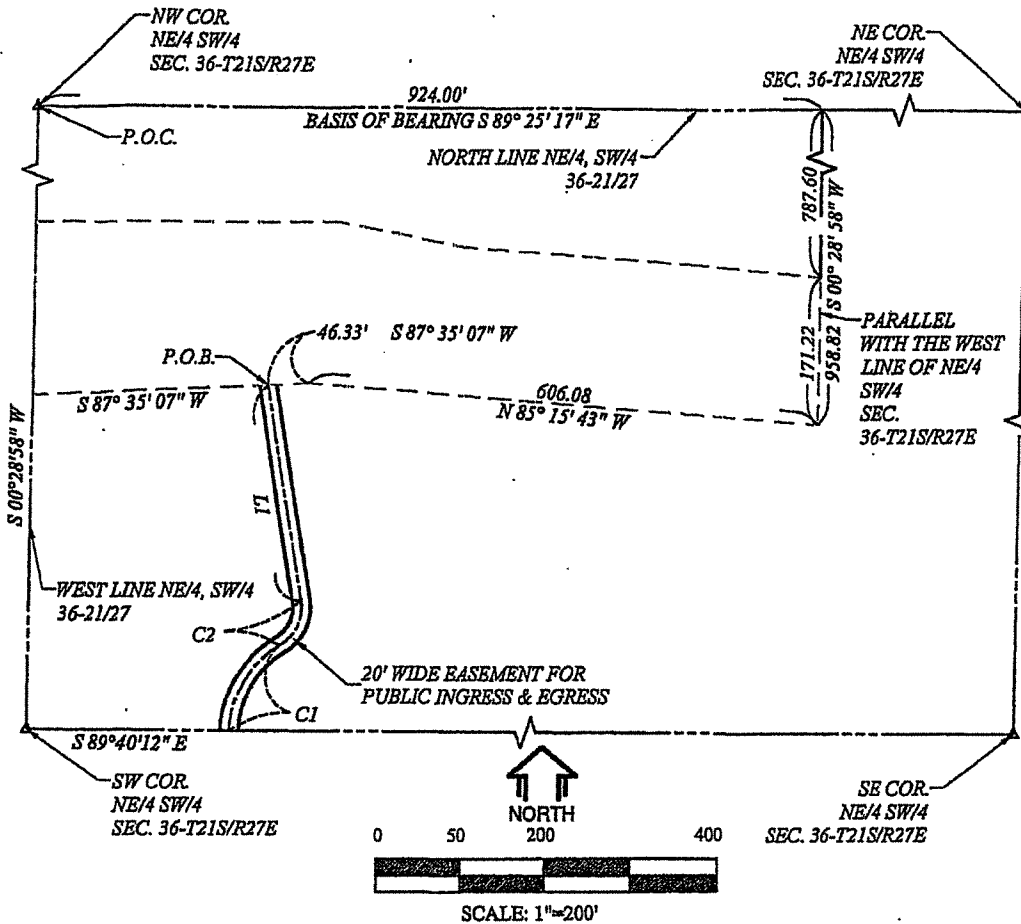 NW COR.
NE/4 SW/4
SEC. 36-T21S/R27E
NE COR.
NE/4 SW/4
SEC. 36-T21S/R27E
924.00'
BASIS OF BEARING S 89° 25' 17" E
P.O.C.
NORTH LINE NE/4, SW/4
36-21/27
787.60
S 00° 28' 58" W
171.22
958.82
PARALLEL
WITH THE WEST
LINE OF NE/4
SW/4
SEC.
36-T21S/R27E
46.33' S 87° 35' 07" W
P.O.B.
S 87° 35' 07" W
606.08
N 85° 15' 43" W
S 00°28'58" W
L1
WEST LINE NE/4, SW/4
36-21/27
C2
20' WIDE EASEMENT FOR
PUBLIC INGRESS & EGRESS
C1
S 89°40'12" E
SW COR.
NE/4 SW/4
SEC. 36-T21S/R27E
SE COR.
NE/4 SW/4
SEC. 36-T21S/R27E
NORTH
0 50 200 400
SCALE: 1"=200'